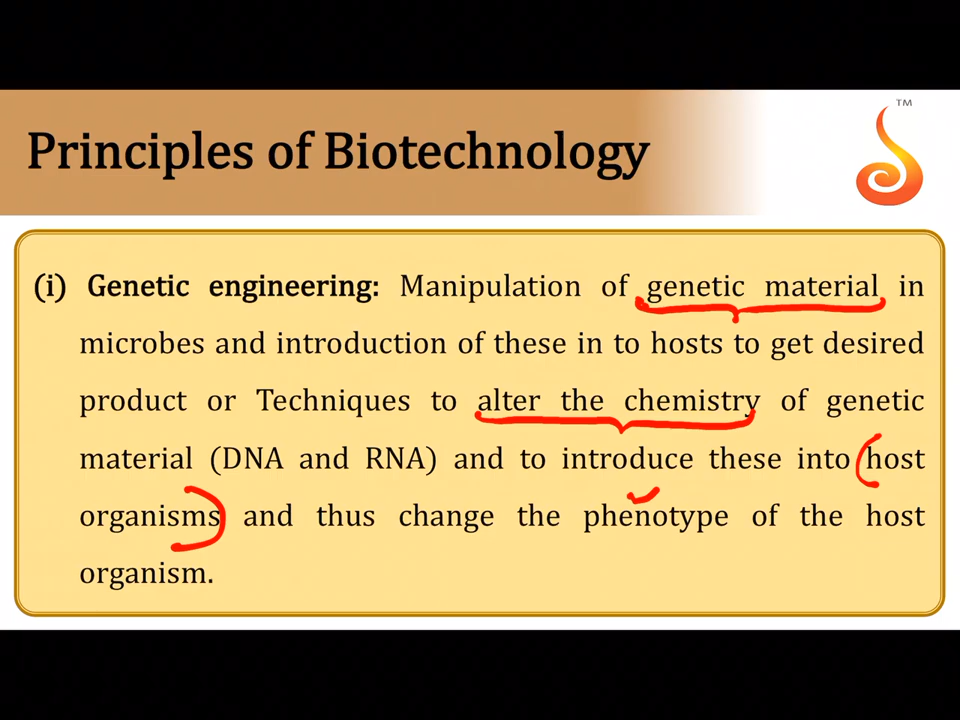 TM
Principles of Biotechnology
(i) Genetic engineering: Manipulation of genetic material in
microbes and introduction of these in to hosts to get desired
product or Techniques to alter the chemistry of genetic
material (DNA and RNA) and to introduce these into host
organisms and thus change the phenotype of the host
organism.